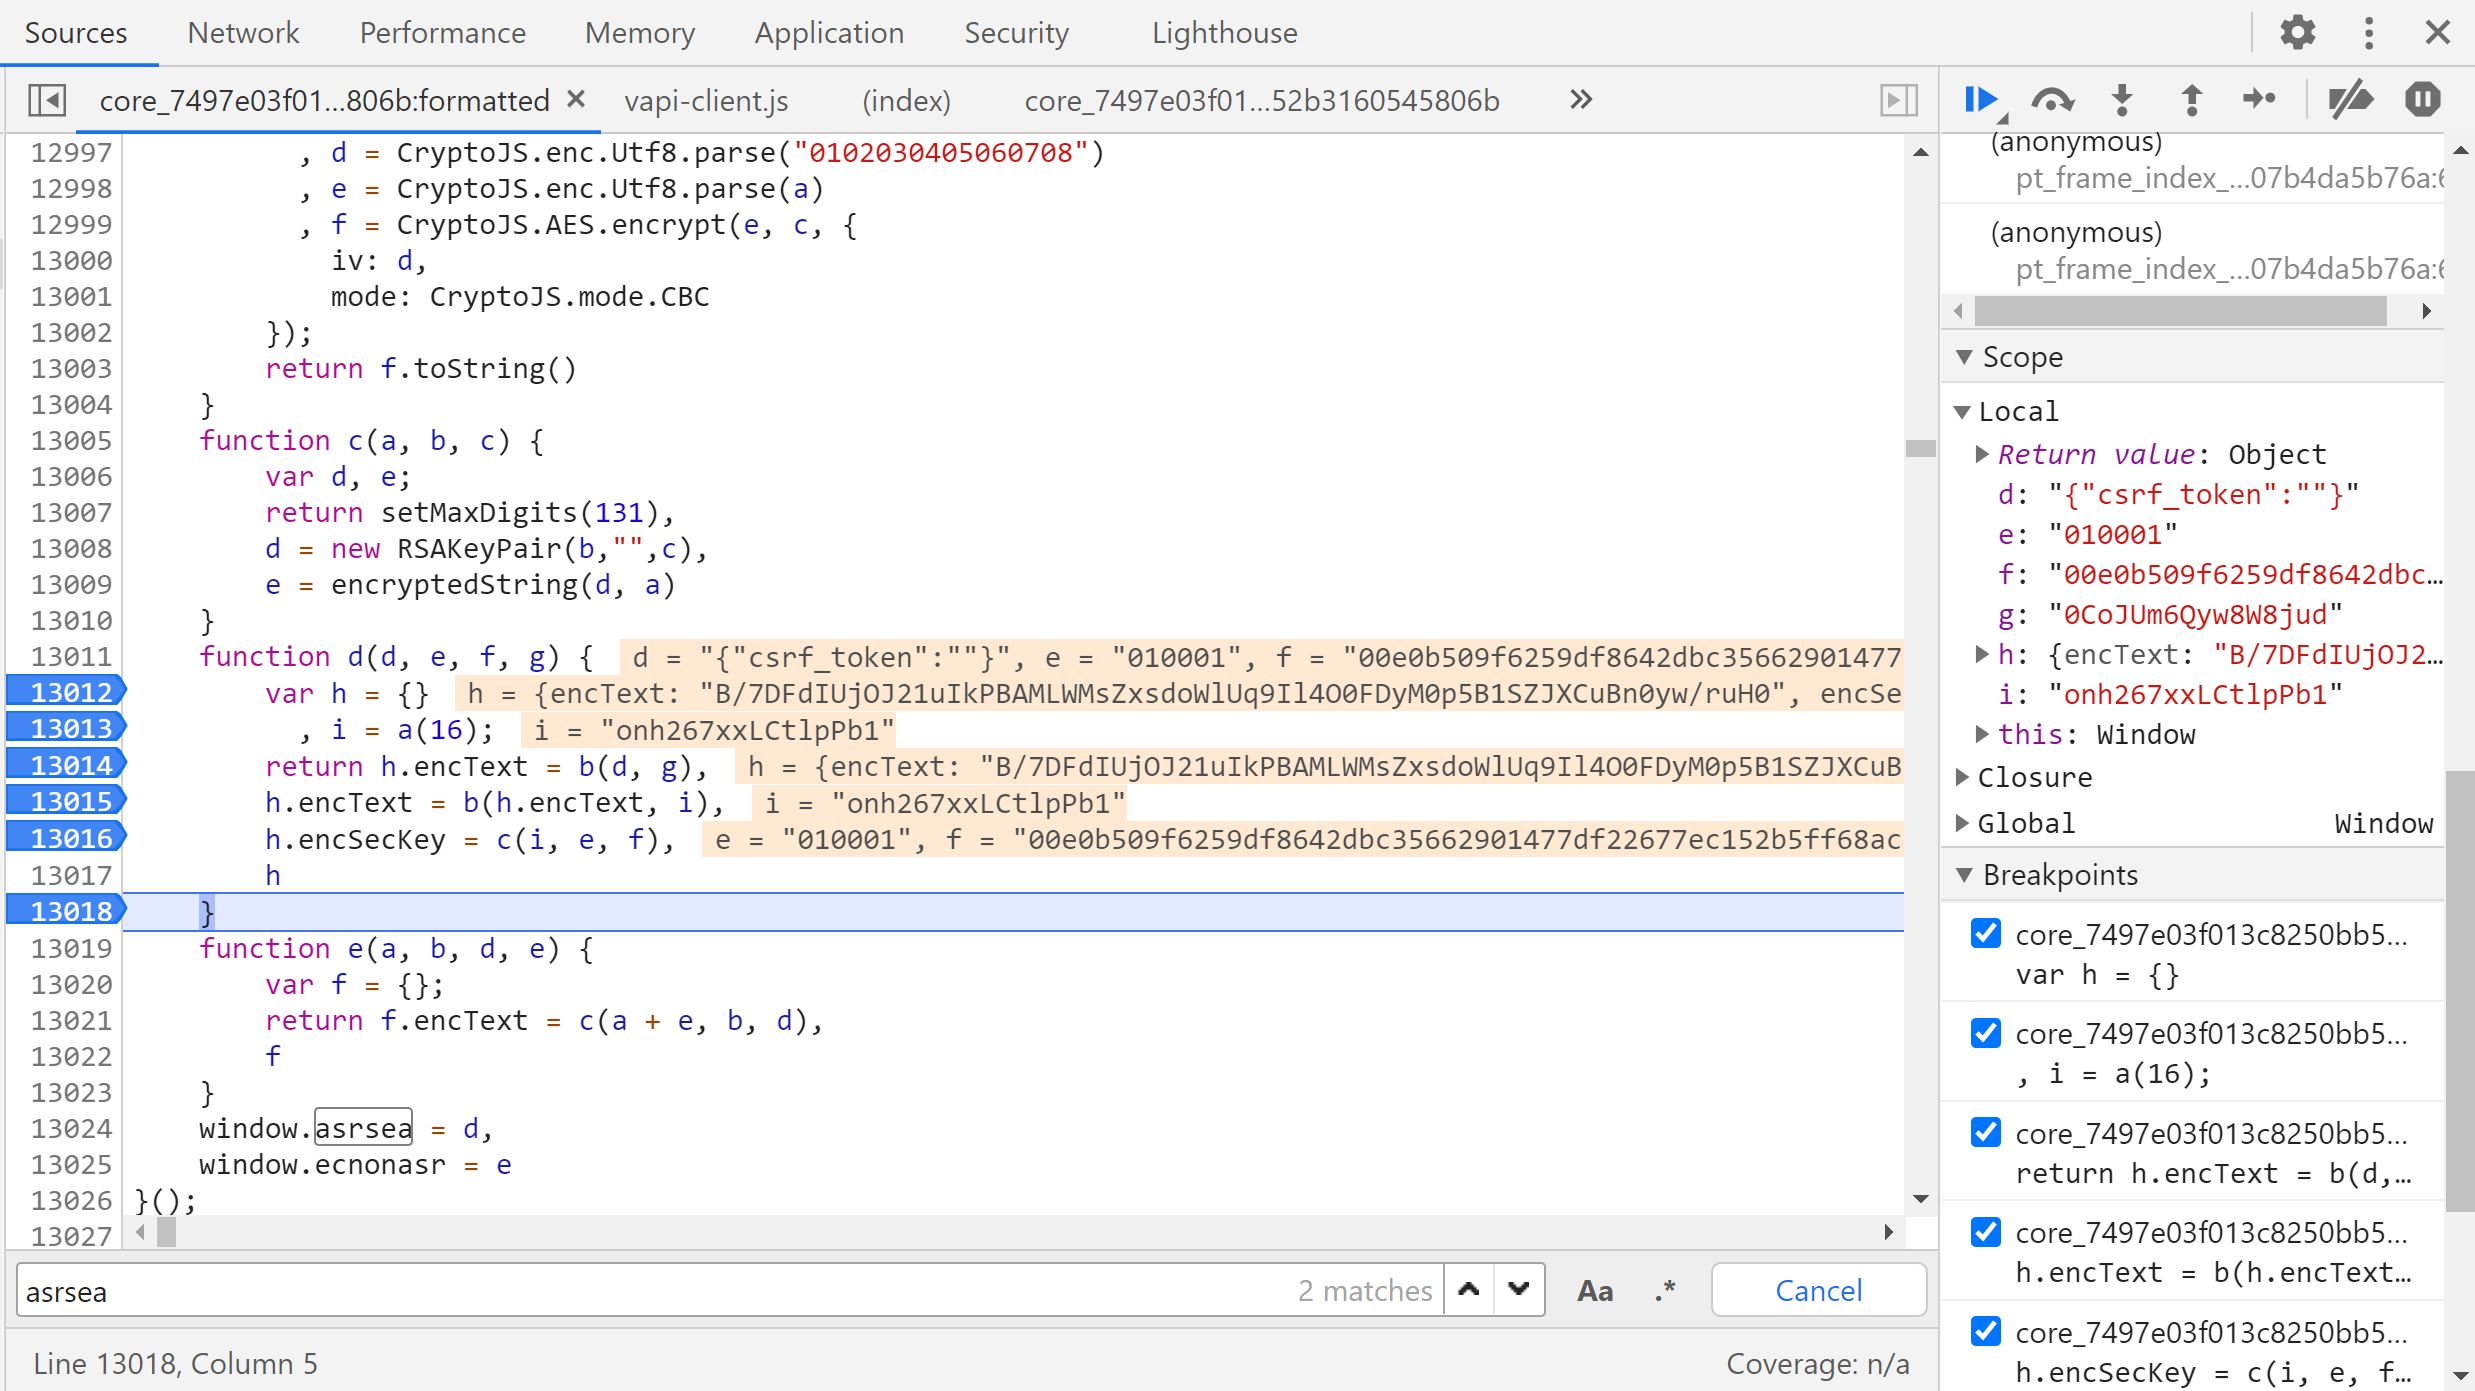 Sources Network Performance Memory Application Security Lighthouse
core_7497e03f01...806b:formatted × vapi-client.js (index) core_7497e03f01...52b3160545806b »
12997 , d = CryptoJS.enc.Utf8.parse("0102030405060708")
12998 , e = CryptoJS.enc.Utf8.parse(a)
12999 , f = CryptoJS.AES.encrypt(e, c, {
13000 iv: d,
13001 mode: CryptoJS.mode.CBC
13002 });
13003 return f.toString()
13004 }
13005 function c(a, b, c) {
13006 var d, e;
13007 return setMaxDigits(131),
13008 d = new RSAKeyPair(b,"",c),
13009 e = encryptedString(d, a)
13010 }
13011 function d(d, e, f, g) { d = "{"csrf_token":""}", e = "010001", f = "00e0b509f6259df8642dbc35662901477
13012 var h = {} h = {encText: "B/7DFdIUjOJ21uIkPBAMLWMsZxsdoWlUq9Il4O0FDyM0p5B1SZJXCuBn0yw/ruH0", encSe
13013 , i = a(16); i = "onh267xxLCtlpPb1"
13014 return h.encText = b(d, g), h = {encText: "B/7DFdIUjOJ21uIkPBAMLWMsZxsdoWlUq9Il4O0FDyM0p5B1SZJXCuB
13015 h.encText = b(h.encText, i), i = "onh267xxLCtlpPb1"
13016 h.encSecKey = c(i, e, f), e = "010001", f = "00e0b509f6259df8642dbc35662901477df22677ec152b5ff68ac
13017 h
13018 }
13019 function e(a, b, d, e) {
13020 var f = {};
13021 return f.encText = c(a + e, b, d),
13022 f
13023 }
13024 window.asrsea = d,
13025 window.ecnonasr = e
13026 }();
13027
asrsea 2 matches Aa .* Cancel
Line 13018, Column 5 Coverage: n/a
(anonymous)
pt_frame_index_...07b4da5b76a:6
(anonymous)
pt_frame_index_...07b4da5b76a:6
Scope
Local
Return value: Object
d: "{"csrf_token":""}"
e: "010001"
f: "00e0b509f6259df8642dbc...
g: "0CoJUm6Qyw8W8jud"
h: {encText: "B/7DFdIUjOJ2...
i: "onh267xxLCtlpPb1"
this: Window
Closure
Global Window
Breakpoints
core_7497e03f013c8250bb5...
var h = {}
core_7497e03f013c8250bb5...
, i = a(16);
core_7497e03f013c8250bb5...
return h.encText = b(d,...
core_7497e03f013c8250bb5...
h.encText = b(h.encText...
core_7497e03f013c8250bb5...
h.encSecKey = c(i, e, f...